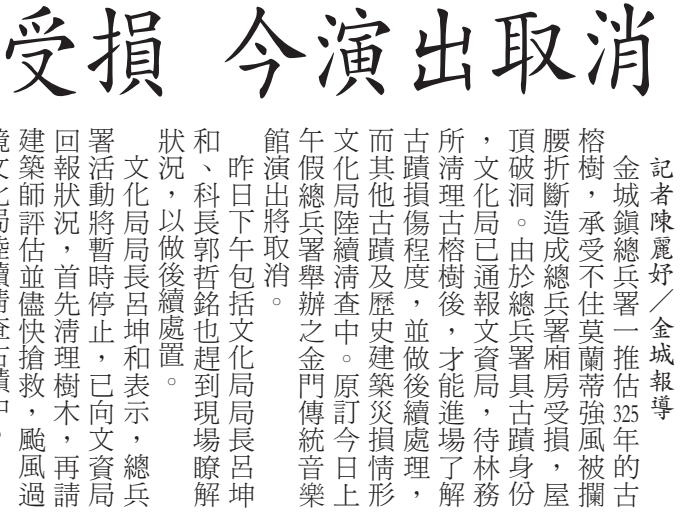 受損 今演出取消
記者陳麗妤╱金城報導
金城鎮總兵署一推估325年的古
榕樹，承受不住莫蘭蒂強風被攔
腰折斷造成總兵署廂房受損，屋
頂破洞。由於總兵署具古蹟身份
，文化局已通報文資局，待林務
所清理古榕樹後，才能進場了解
古蹟損傷程度，並做後續處理，
而其他古蹟及歷史建築災損情形
文化局陸續清查中。原訂今日上
午假總兵署舉辦之金門傳統音樂
館演出將取消。
昨日下午包括文化局局長呂坤
和、科長郭哲銘也趕到現場瞭解
狀況，以做後續處置。
文化局局長呂坤和表示，總兵
署活動將暫時停止，已向文資局
回報狀況，首先清理樹木，再請
建築師評估並儘快搶救，颱風過
境文化局陸續清查古蹟中。